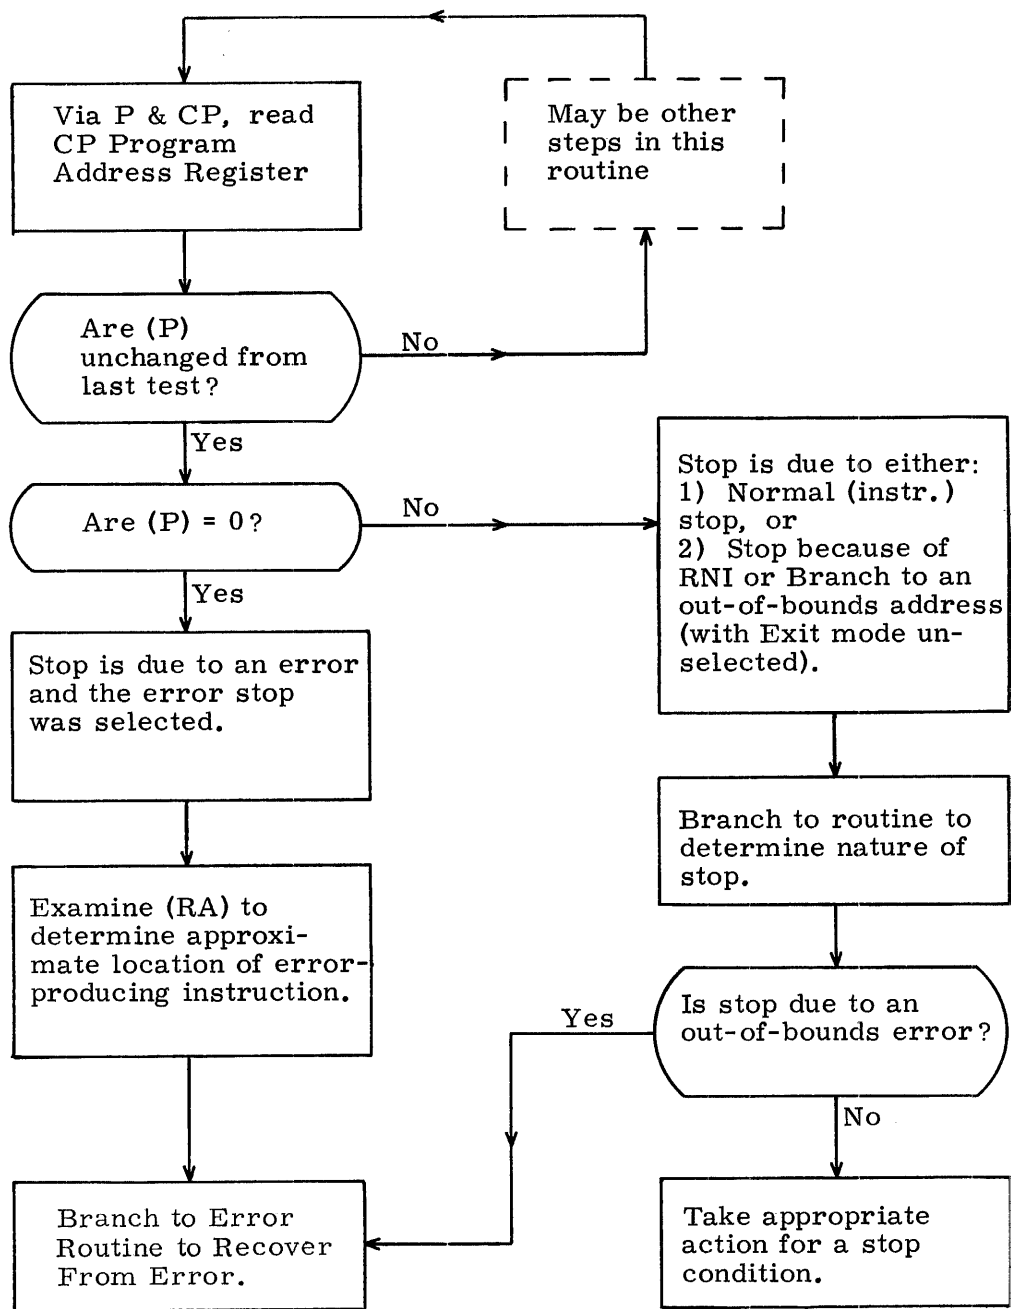 Via P & CP, read
CP Program
Address Register
May be other
steps in this
routine
Are (P)
unchanged from
last test?
No
Yes
Are (P) = 0?
No
Yes
Stop is due to either:
1) Normal (instr.)
stop, or
2) Stop because of
RNI or Branch to an
out-of-bounds address
(with Exit mode un-
selected).
Stop is due to an error
and the error stop
was selected.
Branch to routine to
determine nature of
stop.
Examine (RA) to
determine approxi-
mate location of error-
producing instruction.
Is stop due to an
out-of-bounds error?
Yes
No
Branch to Error
Routine to Recover
From Error.
Take appropriate
action for a stop
condition.